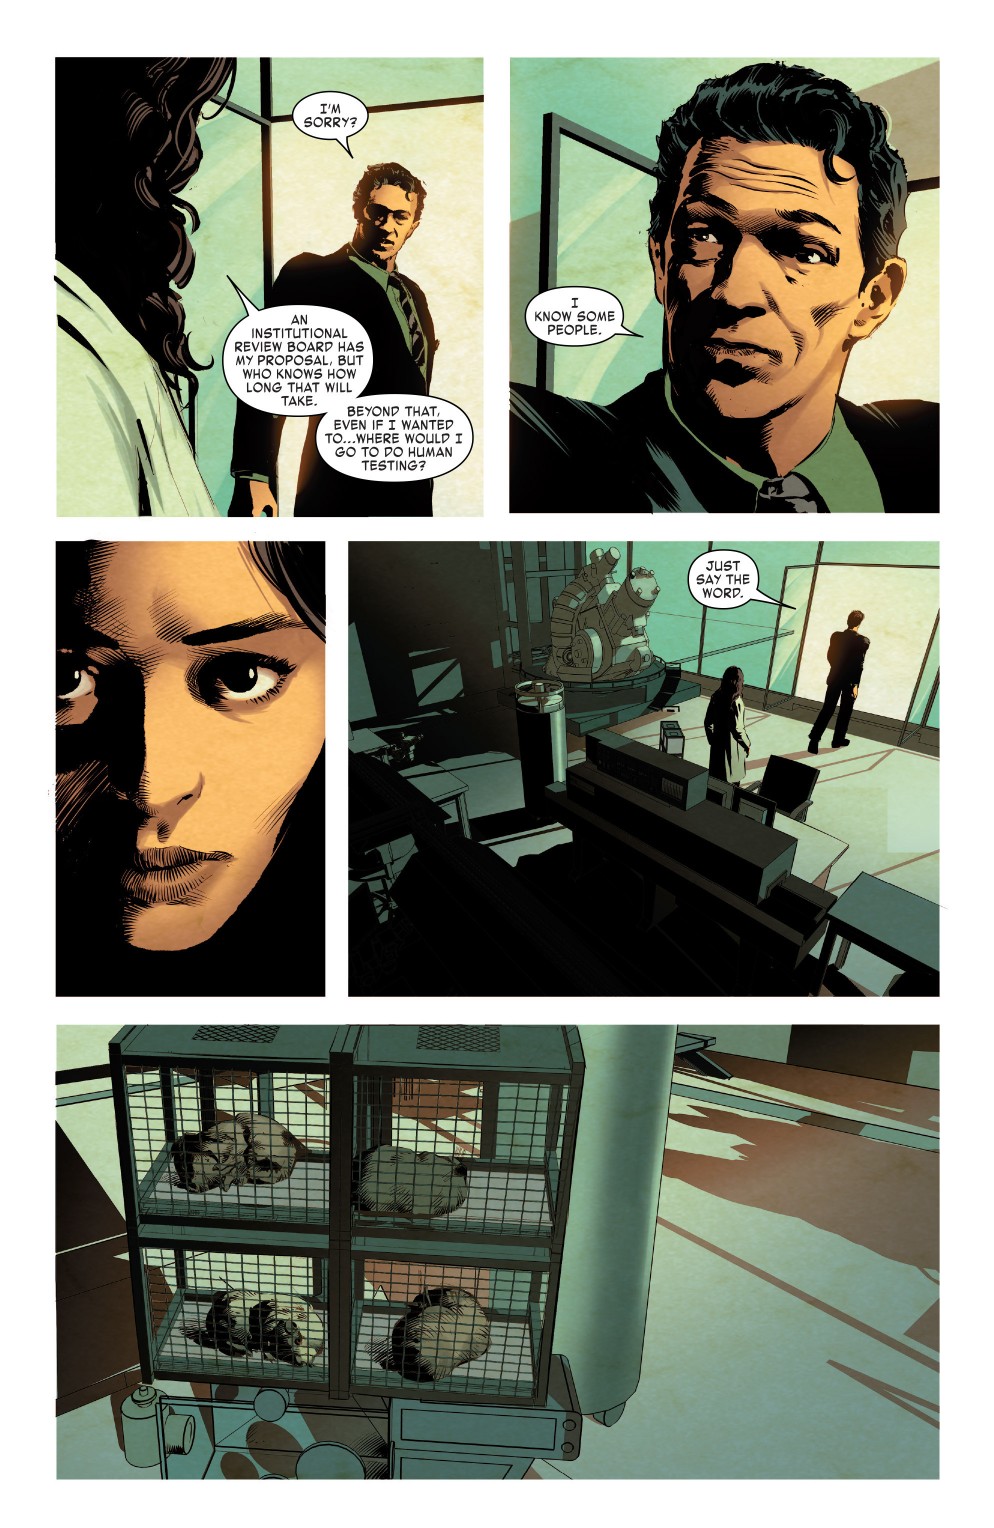 I'M
SORRY?
AN
INSTITUTIONAL
REVIEW BOARD HAS
MY PROPOSAL, BUT
WHO KNOWS HOW
LONG THAT WILL
TAKE.
BEYOND THAT,
EVEN IF I WANTED
TO...WHERE WOULD I
GO TO DO HUMAN
TESTING?
I
KNOW SOME
PEOPLE.
JUST
SAY THE
WORD.